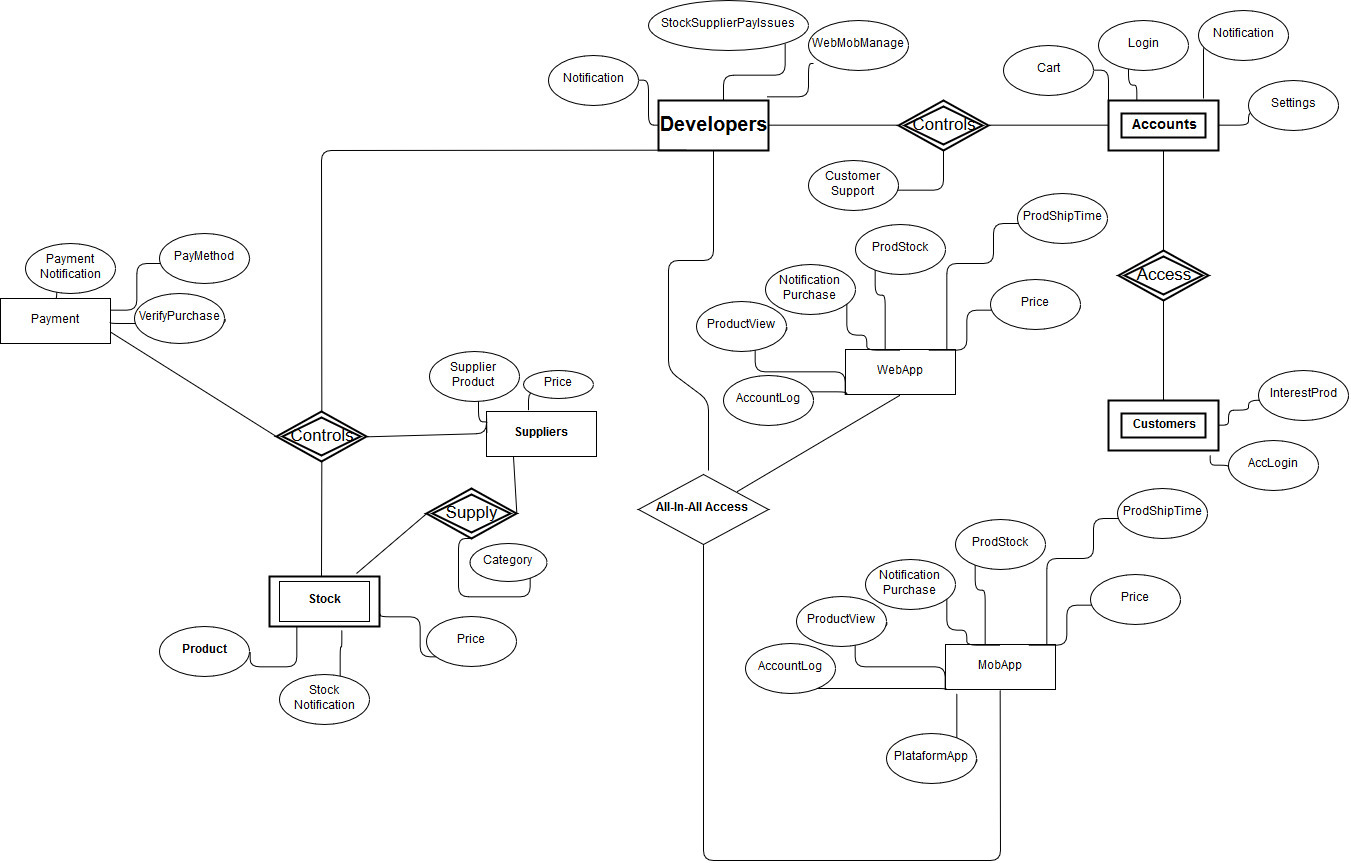 StockSupplierPayIssues
WebMobManage
Notification
Developers
Controls
Customer
Support
Cart
Login
Notification
Settings
Accounts
Access
Customers
InterestProd
AccLogin
Payment
Notification
PayMethod
VerifyPurchase
Payment
Controls
Supplier
Product
Price
Suppliers
Supply
Category
Stock
Product
Stock
Notification
Price
ProdShipTime
ProdStock
Notification
Purchase
Price
ProductView
WebApp
AccountLog
All-In-All Access
ProdShipTime
ProdStock
Notification
Purchase
Price
ProductView
MobApp
AccountLog
PlataformApp